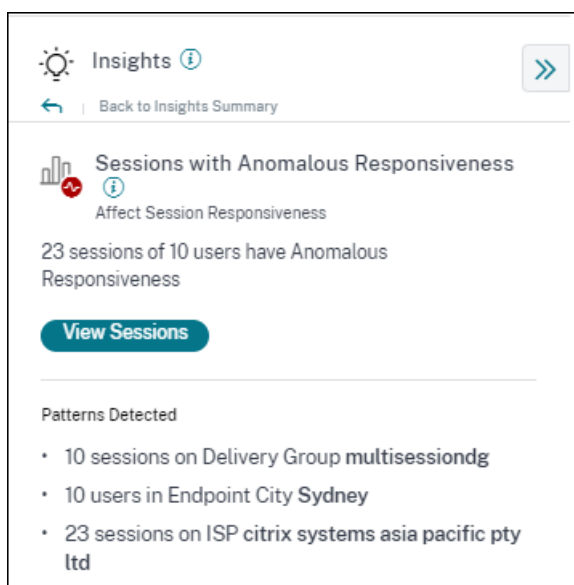 Insights
Back to Insights Summary
Sessions with Anomalous Responsiveness
Affect Session Responsiveness
23 sessions of 10 users have Anomalous
Responsiveness
View Sessions
Patterns Detected
• 10 sessions on Delivery Group multisessiondg
• 10 users in Endpoint City Sydney
• 23 sessions on ISP citrix systems asia pacific pty
ltd